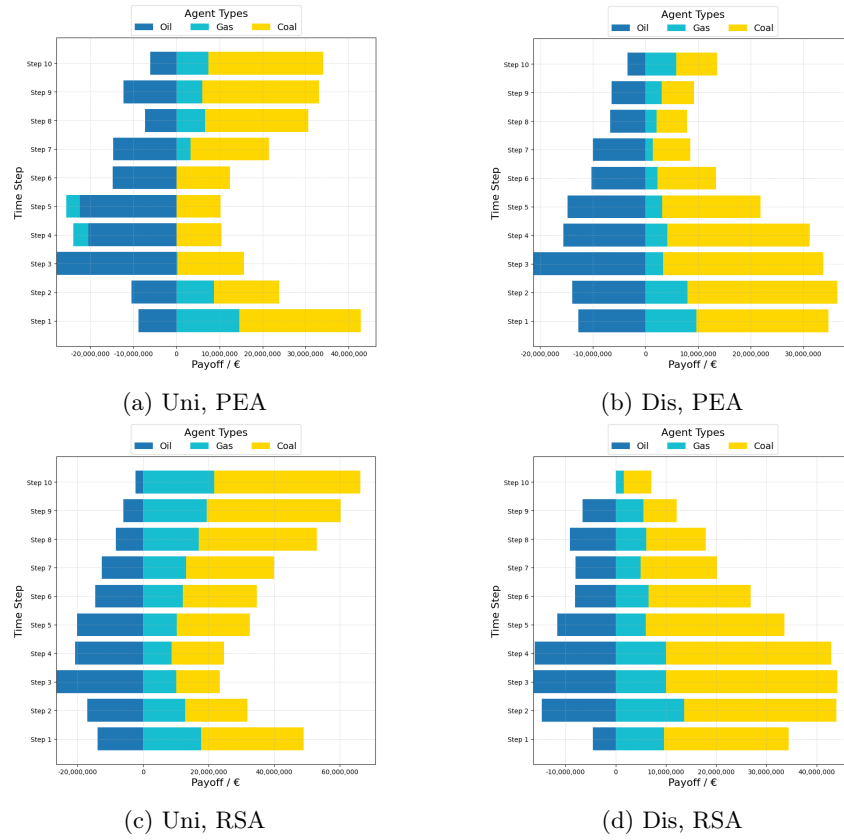 Agent Types
Oil Gas Coal
Step 10
Step 9
Step 8
Step 7
Step 6
Step 5
Step 4
Step 3
Step 2
Step 1
Time Step
-20,000,000 -10,000,000 0 10,000,000 20,000,000 30,000,000 40,000,000
Payoff / €
(a) Uni, PEA
Agent Types
Oil Gas Coal
Step 10
Step 9
Step 8
Step 7
Step 6
Step 5
Step 4
Step 3
Step 2
Step 1
Time Step
-20,000,000 -10,000,000 0 10,000,000 20,000,000 30,000,000
Payoff / €
(b) Dis, PEA
Agent Types
Oil Gas Coal
Step 10
Step 9
Step 8
Step 7
Step 6
Step 5
Step 4
Step 3
Step 2
Step 1
Time Step
-20,000,000 0 20,000,000 40,000,000 60,000,000
Payoff / €
(c) Uni, RSA
Agent Types
Oil Gas Coal
Step 10
Step 9
Step 8
Step 7
Step 6
Step 5
Step 4
Step 3
Step 2
Step 1
Time Step
-10,000,000 0 10,000,000 20,000,000 30,000,000 40,000,000
Payoff / €
(d) Dis, RSA